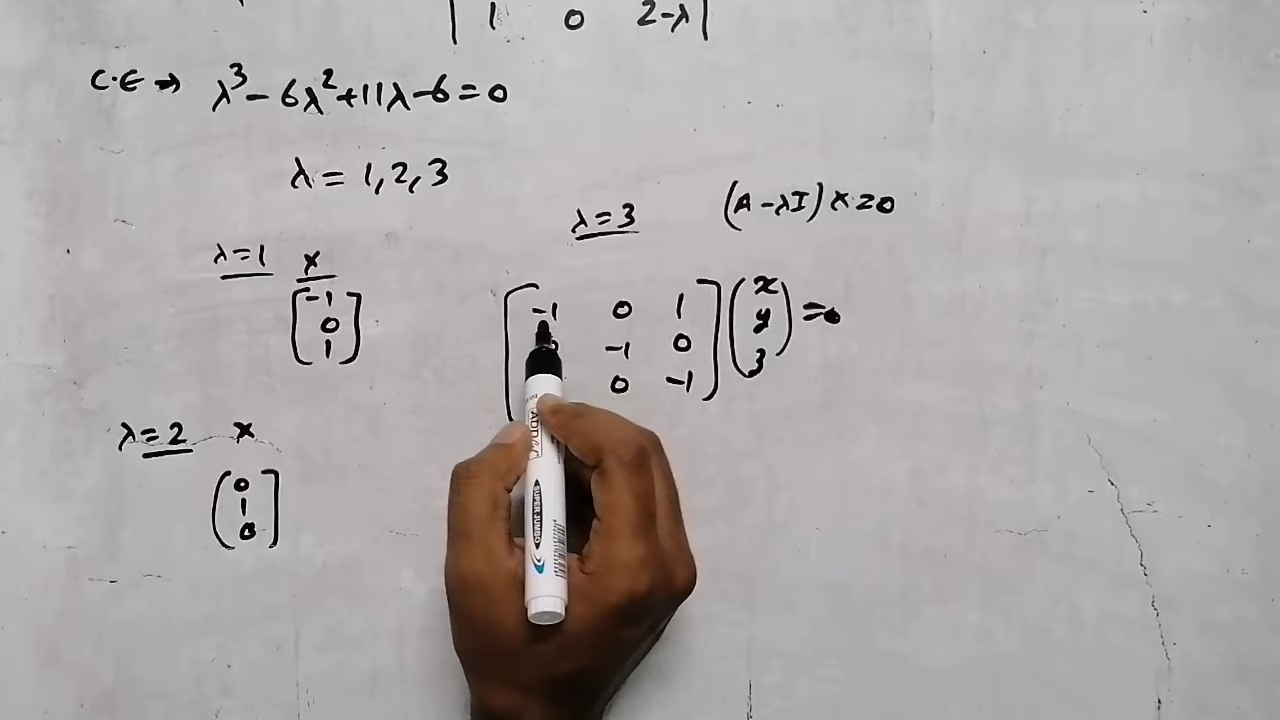 | 1 0 2-λ |
C.E → λ³ - 6λ² + 11λ - 6 = 0
λ = 1, 2, 3
λ = 3 (A - λI) x = 0
λ = 1 x
[-1
0
1]
[-1 0 1] (x
-1 0 y
0 -1 z) = 0
λ = 2 x
[0
1
0]
SUPER JUMBO